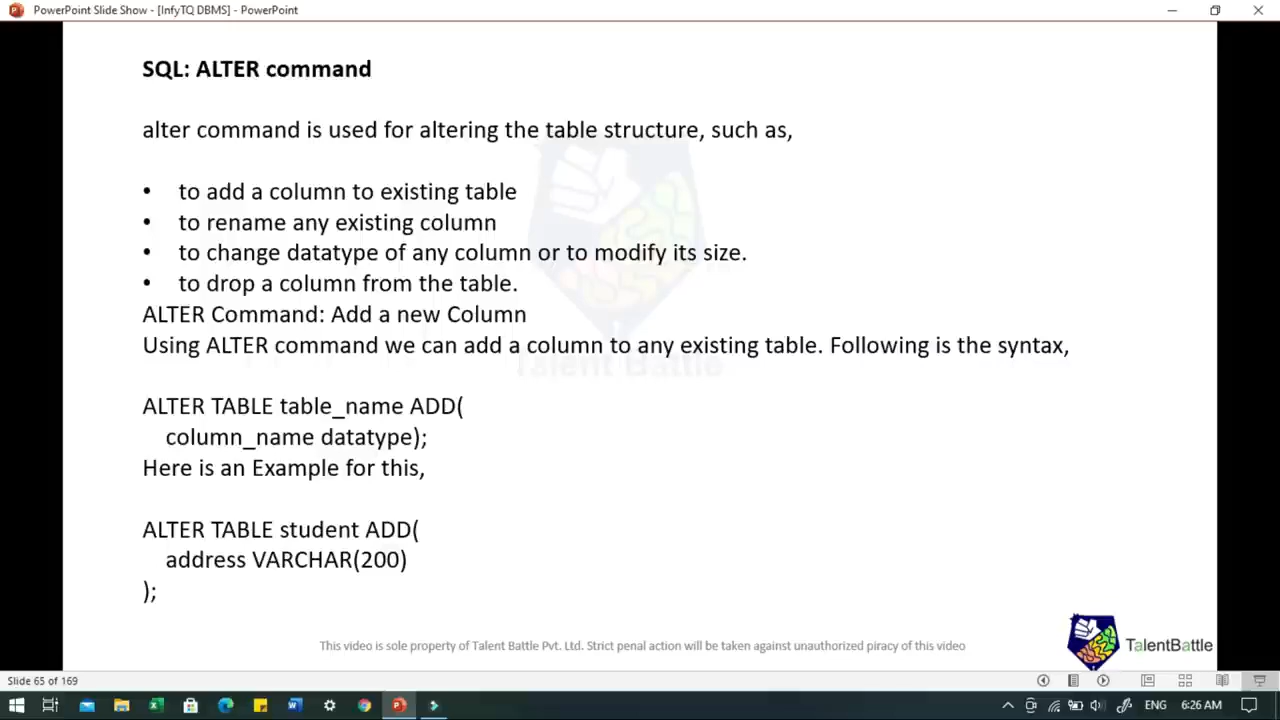 PowerPoint Slide Show - [InfyTQ DBMS] - PowerPoint
SQL: ALTER command
alter command is used for altering the table structure, such as,
• to add a column to existing table
• to rename any existing column
• to change datatype of any column or to modify its size.
• to drop a column from the table.
ALTER Command: Add a new Column
Using ALTER command we can add a column to any existing table. Following is the syntax,
Talent Battle
ALTER TABLE table_name ADD(
column_name datatype);
Here is an Example for this,
ALTER TABLE student ADD(
address VARCHAR(200)
);
This video is sole property of Talent Battle Pvt. Ltd. Strict penal action will be taken against unauthorized piracy of this video
TalentBattle
Slide 65 of 169
ENG 6:26 AM